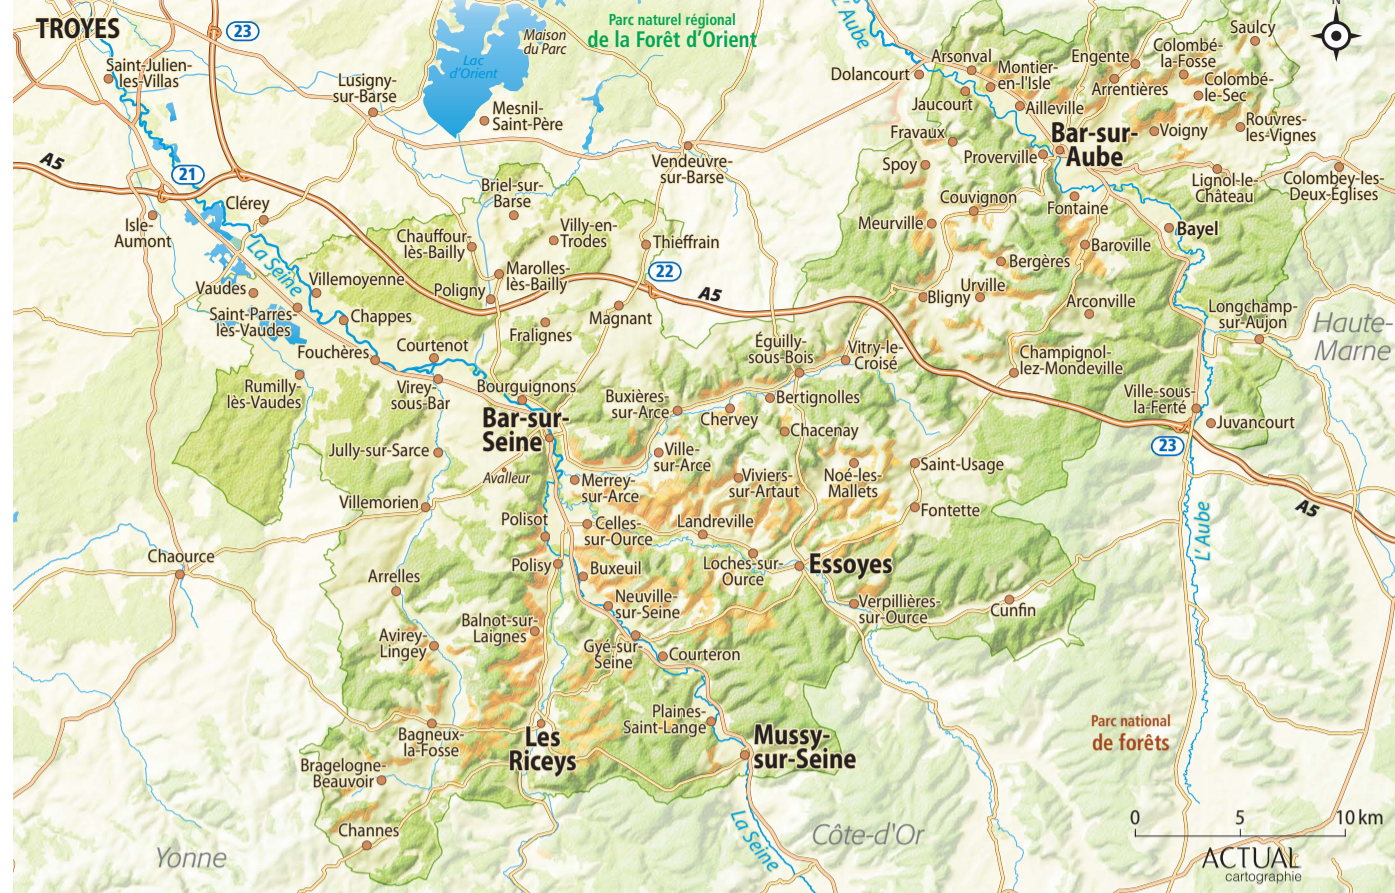 TROYES
23
Parc naturel régional
de la Forêt d'Orient
Maison
du Parc
L'Aube
N
Saulcy
Saint-Julien-
les-Villas
Lac
d'Orient
Lusigny-
sur-Barse
Mesnil-
Saint-Père
Dolancourt
Arsonval
Montier-
en-l'Isle
Engente
Colombé-
la-Fosse
Arrentières
Colombé-
le-Sec
Jaucourt
Ailleville
Fravaux
Bar-sur-
Aube
Voigny
Rouvres-
les-Vignes
Spoy
Proverville
A5
21
Vendeuvre-
sur-Barse
Briel-sur-
Barse
Couvignon
Fontaine
Lignol-le-
Château
Colombey-les-
Deux-Églises
Clérey
Isle-
Aumont
Villy-en-
Trodes
Meurville
Bayel
Chauffour-
lès-Bailly
Thieffrain
Baroville
La Seine
Bergères
Marolles-
lès-Bailly
22
A5
Villemoyenne
Vaudes
Poligny
Urville
Bligny
Arconville
Saint-Parres-
lès-Vaudes
Chappes
Magnant
Longchamp-
sur-Aujon
Haute-
Marne
Fralignes
Fouchères
Courtenot
Éguilly-
sous-Bois
Vitry-le-
Croisé
Champignol-
lez-Mondeville
Rumilly-
lès-Vaudes
Virey-
sous-Bar
Bourguignons
Buxières-
sur-Arce
Bertignolles
Ville-sous-
la-Ferté
Bar-sur-
Seine
Chervey
Chacenay
Juvancourt
23
Jully-sur-Sarce
Ville-
sur-Arce
Avalleur
Merrey-
sur-Arce
Viviers-
sur-Artaut
Noé-les-
Mallets
Saint-Usage
A5
Villemorien
Fontette
Polisot
Celles-
sur-Ource
Landreville
L'Aube
Chaource
Polisy
Buxeuil
Loches-sur-
Ource
Essoyes
Arrelles
Neuville-
sur-Seine
Verpillières-
sur-Ource
Cunfin
Balnot-sur-
Laignes
Avirey-
Lingey
Gyé-sur-
Seine
Courteron
Plaines-
Saint-Lange
Parc national
de forêts
Bagneux-
la-Fosse
Les
Riceys
Mussy-
sur-Seine
Bragelogne-
Beauvoir
Channes
La Seine
Côte-d'Or
Yonne
0 5 10 km
ACTUAL
cartographie